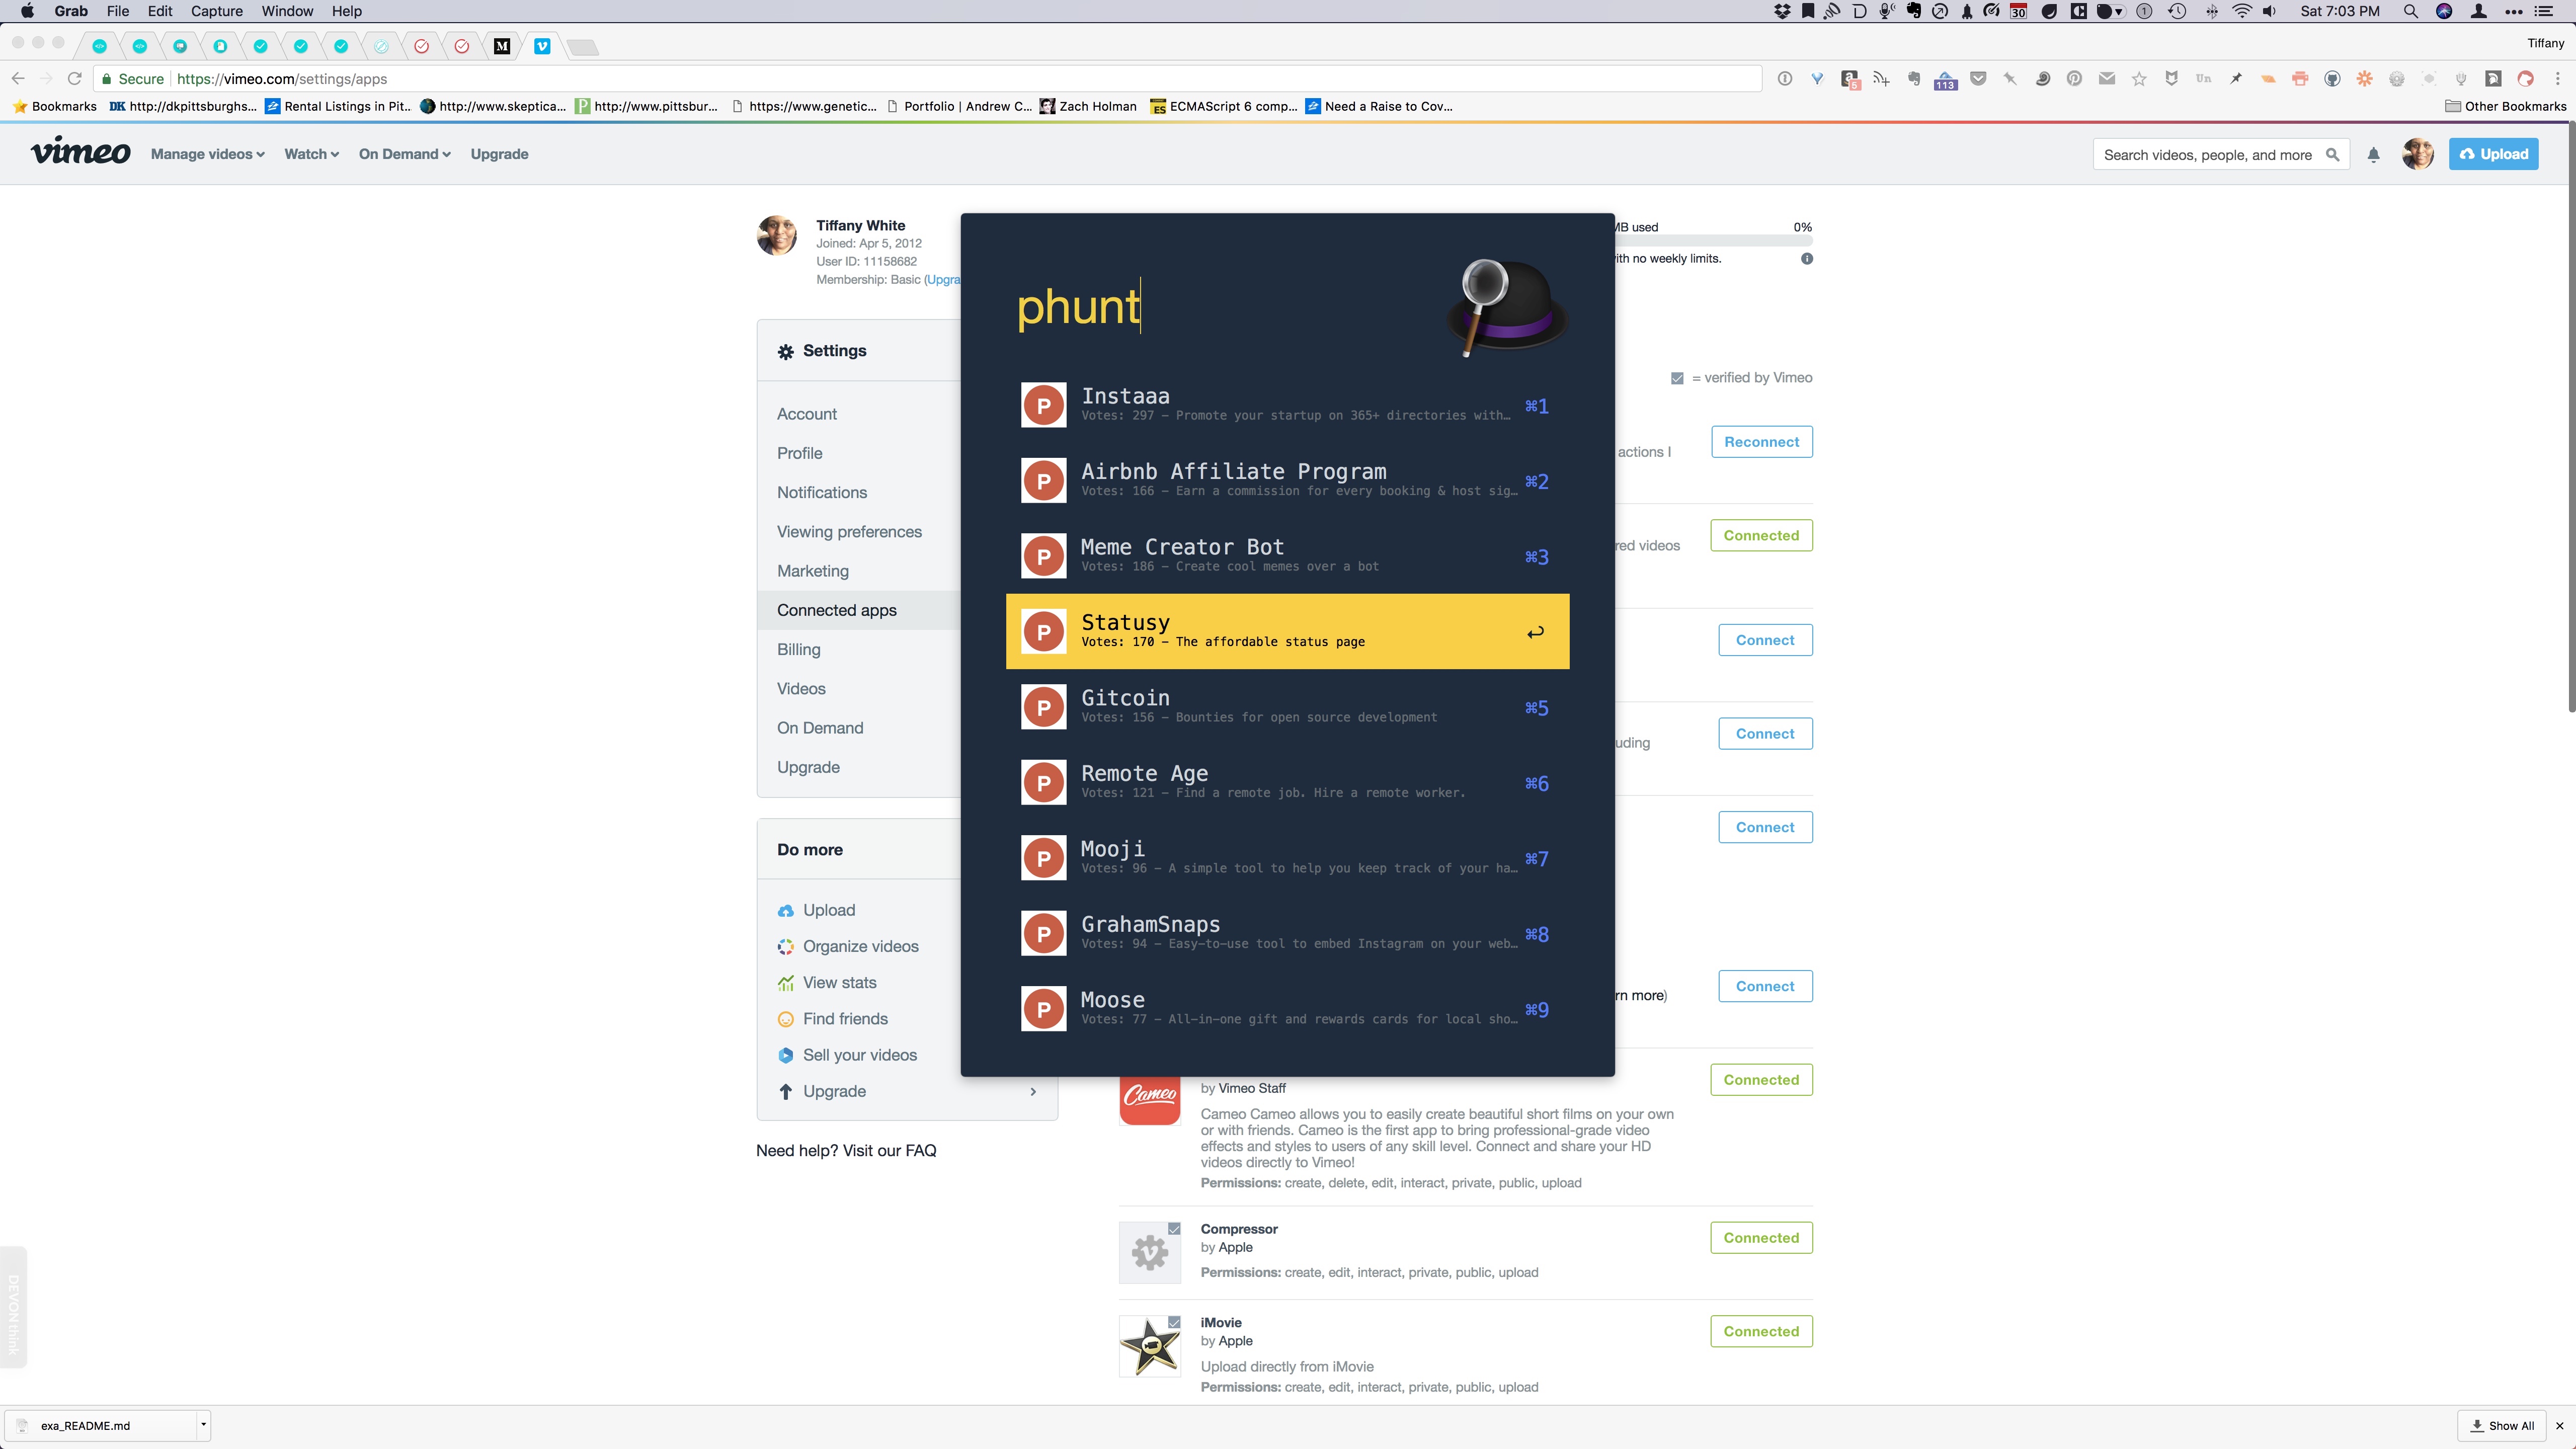 Grab File Edit Capture Window Help
30
1
Sat 7:03 PM
M
Tiffany
Secure https://vimeo.com/settings/apps
5
113
Un
Bookmarks
DK http://dkpittsburghs...
Rental Listings in Pit...
http://www.skeptica...
P http://www.pittsbur...
https://www.genetic...
Portfolio | Andrew C...
Zach Holman
ES ECMAScript 6 comp...
Need a Raise to Cov...
Other Bookmarks
vimeo
Manage videos Watch On Demand Upgrade
Search videos, people, and more
Upload
Tiffany White
Joined: Apr 5, 2012
User ID: 11158682
Membership: Basic (Upgra
MB used 0%
ith no weekly limits.
Settings
Account
Profile
Notifications
Viewing preferences
Marketing
Connected apps
Billing
Videos
On Demand
Upgrade
Do more
Upload
Organize videos
View stats
Find friends
Sell your videos
Upgrade
Need help? Visit our FAQ
phunt
P Instaaa
Votes: 297 – Promote your startup on 365+ directories with…
⌘1
P Airbnb Affiliate Program
Votes: 166 – Earn a commission for every booking & host sig…
⌘2
P Meme Creator Bot
Votes: 186 – Create cool memes over a bot
⌘3
P Statusy
Votes: 170 – The affordable status page
P Gitcoin
Votes: 156 – Bounties for open source development
⌘5
P Remote Age
Votes: 121 – Find a remote job. Hire a remote worker.
⌘6
P Mooji
Votes: 96 – A simple tool to help you keep track of your ha…
⌘7
P GrahamSnaps
Votes: 94 – Easy-to-use tool to embed Instagram on your web…
⌘8
P Moose
Votes: 77 – All-in-one gift and rewards cards for local sho…
⌘9
= verified by Vimeo
Reconnect
actions I
Connected
red videos
Connect
Connect
uding
Connect
Connect
rn more)
Connected
Cameo
by Vimeo Staff
Cameo Cameo allows you to easily create beautiful short films on your own
or with friends. Cameo is the first app to bring professional-grade video
effects and styles to users of any skill level. Connect and share your HD
videos directly to Vimeo!
Permissions: create, delete, edit, interact, private, public, upload
Compressor
by Apple
Permissions: create, edit, interact, private, public, upload
Connected
iMovie
by Apple
Upload directly from iMovie
Permissions: create, edit, interact, private, public, upload
Connected
DEVONthink
exa_README.md
Show All